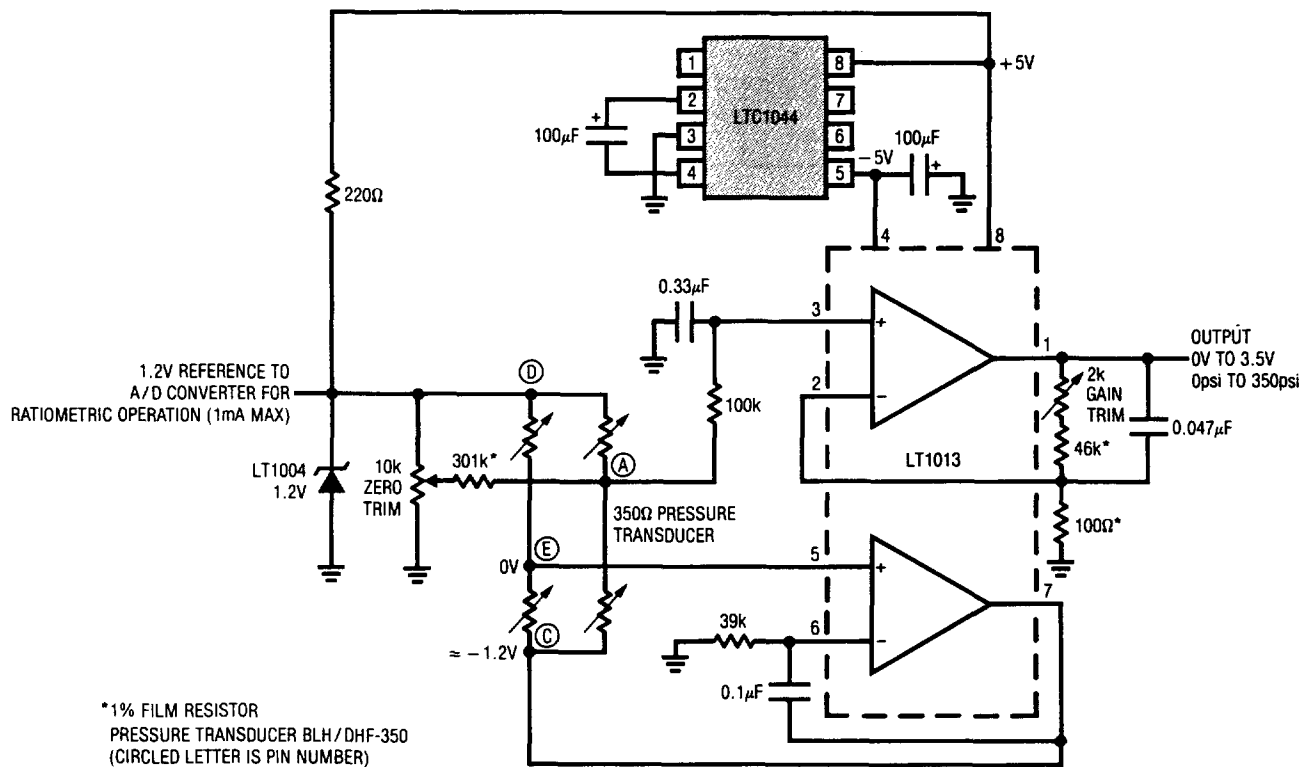 1
2
3
4
LTC1044
8
7
6
5
+5V
100µF
+
-5V
100µF
+
220Ω
4
8
0.33µF
3
+
1
OUTPUT
0V TO 3.5V
0psi TO 350psi
1.2V REFERENCE TO
A/D CONVERTER FOR
RATIOMETRIC OPERATION (1mA MAX)
D
100k
2
−
2k
GAIN
TRIM
0.047µF
46k*
LT1013
LT1004
1.2V
10k
ZERO
TRIM
301k*
A
350Ω PRESSURE
TRANSDUCER
100Ω*
0V
E
5
+
7
39k
6
−
≈ −1.2V
C
0.1µF
*1% FILM RESISTOR
PRESSURE TRANSDUCER BLH/DHF-350
(CIRCLED LETTER IS PIN NUMBER)